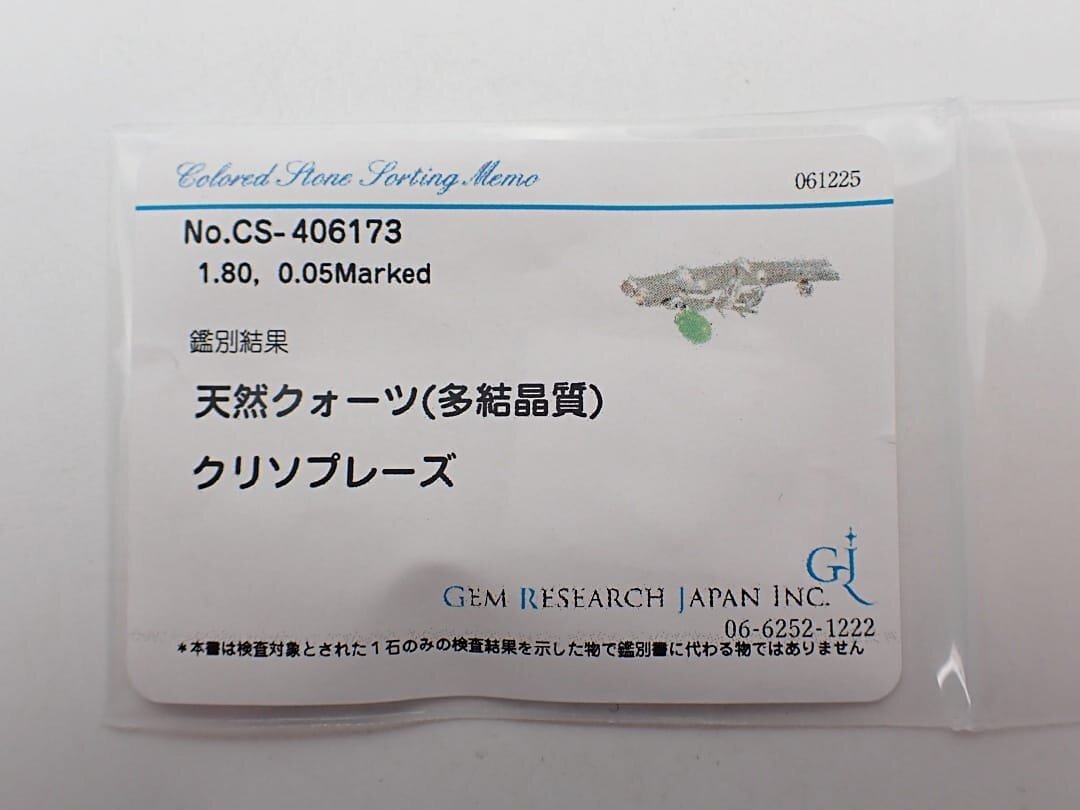 Colored Stone Sorting Memo
061225
No.CS-406173
1.80, 0.05Marked
鑑別結果
天然クォーツ(多結晶質)
クリソプレーズ
GJ
GEM RESEARCH JAPAN INC.
06-6252-1222
*本書は検査対象とされた1石のみの検査結果を示した物で鑑別書に代わる物ではありません